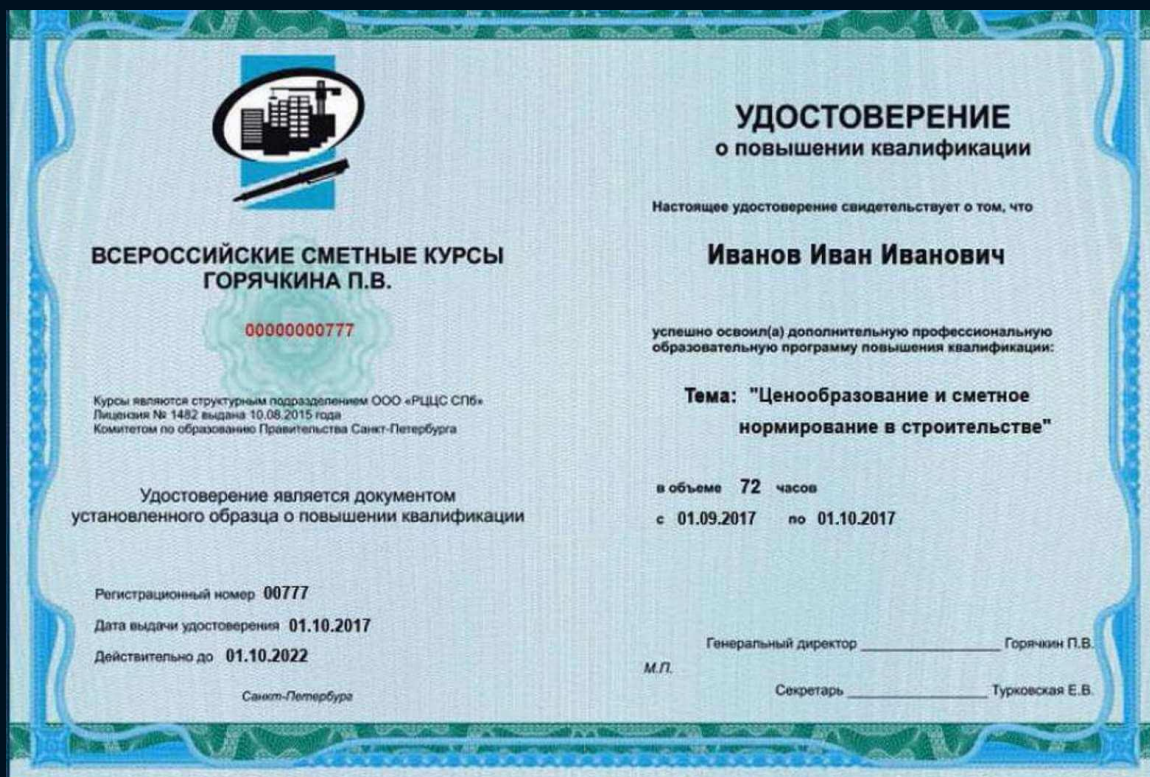 ВСЕРОССИЙСКИЕ СМЕТНЫЕ КУРСЫ
ГОРЯЧКИНА П.В.
00000000777
Курсы являются структурным подразделением ООО «РЦЦС СПб»
Лицензия № 1482 выдана 10.08.2015 года
Комитетом по образованию Правительства Санкт-Петербурга
Удостоверение является документом
установленного образца о повышении квалификации
Регистрационный номер 00777
Дата выдачи удостоверения 01.10.2017
Действительно до 01.10.2022
Санкт-Петербург
УДОСТОВЕРЕНИЕ
о повышении квалификации
Настоящее удостоверение свидетельствует о том, что
Иванов Иван Иванович
успешно освоил(а) дополнительную профессиональную
образовательную программу повышения квалификации:
Тема: "Ценообразование и сметное
нормирование в строительстве"
в объеме 72 часов
с 01.09.2017 по 01.10.2017
Генеральный директор ____________________ Горячкин П.В.
М.П.
Секретарь ____________________ Турковская Е.В.